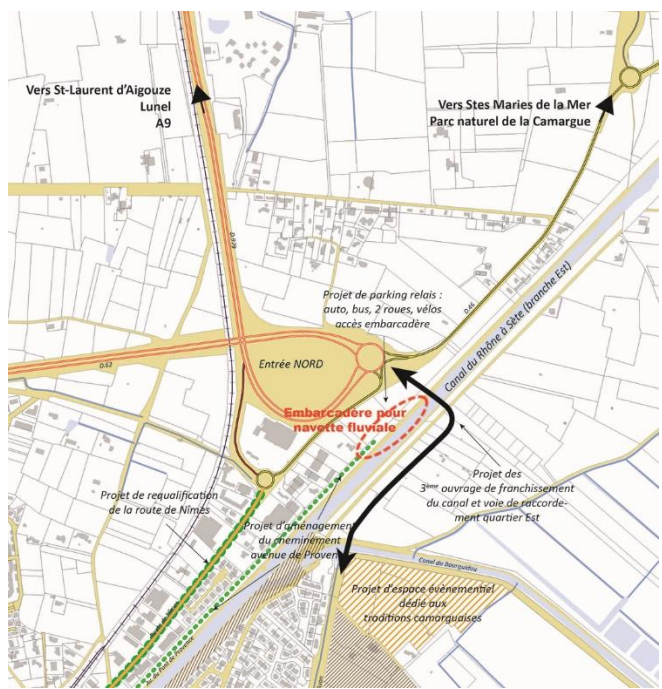 Vers St-Laurent d'Aigouze
Lunel
A9
Vers Stes Maries de la Mer
Parc naturel de la Camargue
D.979
Projet de parking relais :
auto, bus, 2 roues, vélos
accès embarcadère
D.46
Canal du Rhône à Sète (branche Est)
D.62
Entrée NORD
Embarcadère pour
navette fluviale
Projet de requalification
de la route de Nîmes
Projet d'aménagement
du cheminement
avenue de Proven
Projet des
3ème ouvrage de franchissement
du canal et voie de raccorde-
ment quartier Est
Canal du Bourguidou
Projet d'espace évènementiel
dédié aux
traditions camarguaises